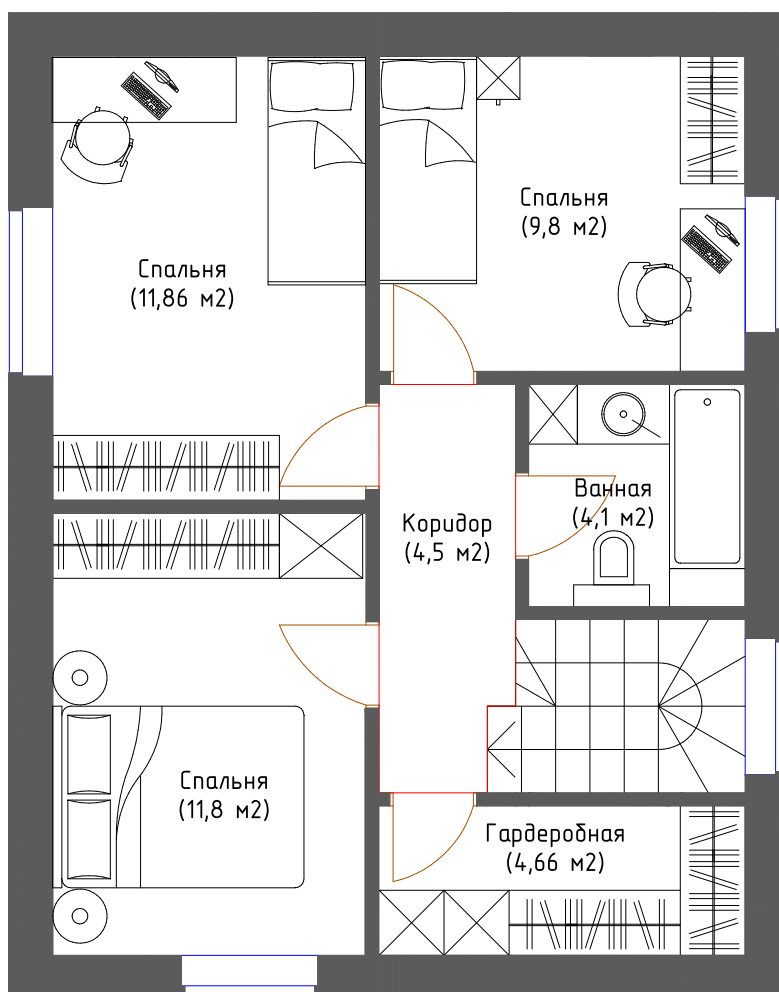 Спальня
(9,8 м2)
Спальня
(11,86 м2)
Ванная
(4,1 м2)
Коридор
(4,5 м2)
Спальня
(11,8 м2)
Гардеробная
(4,66 м2)